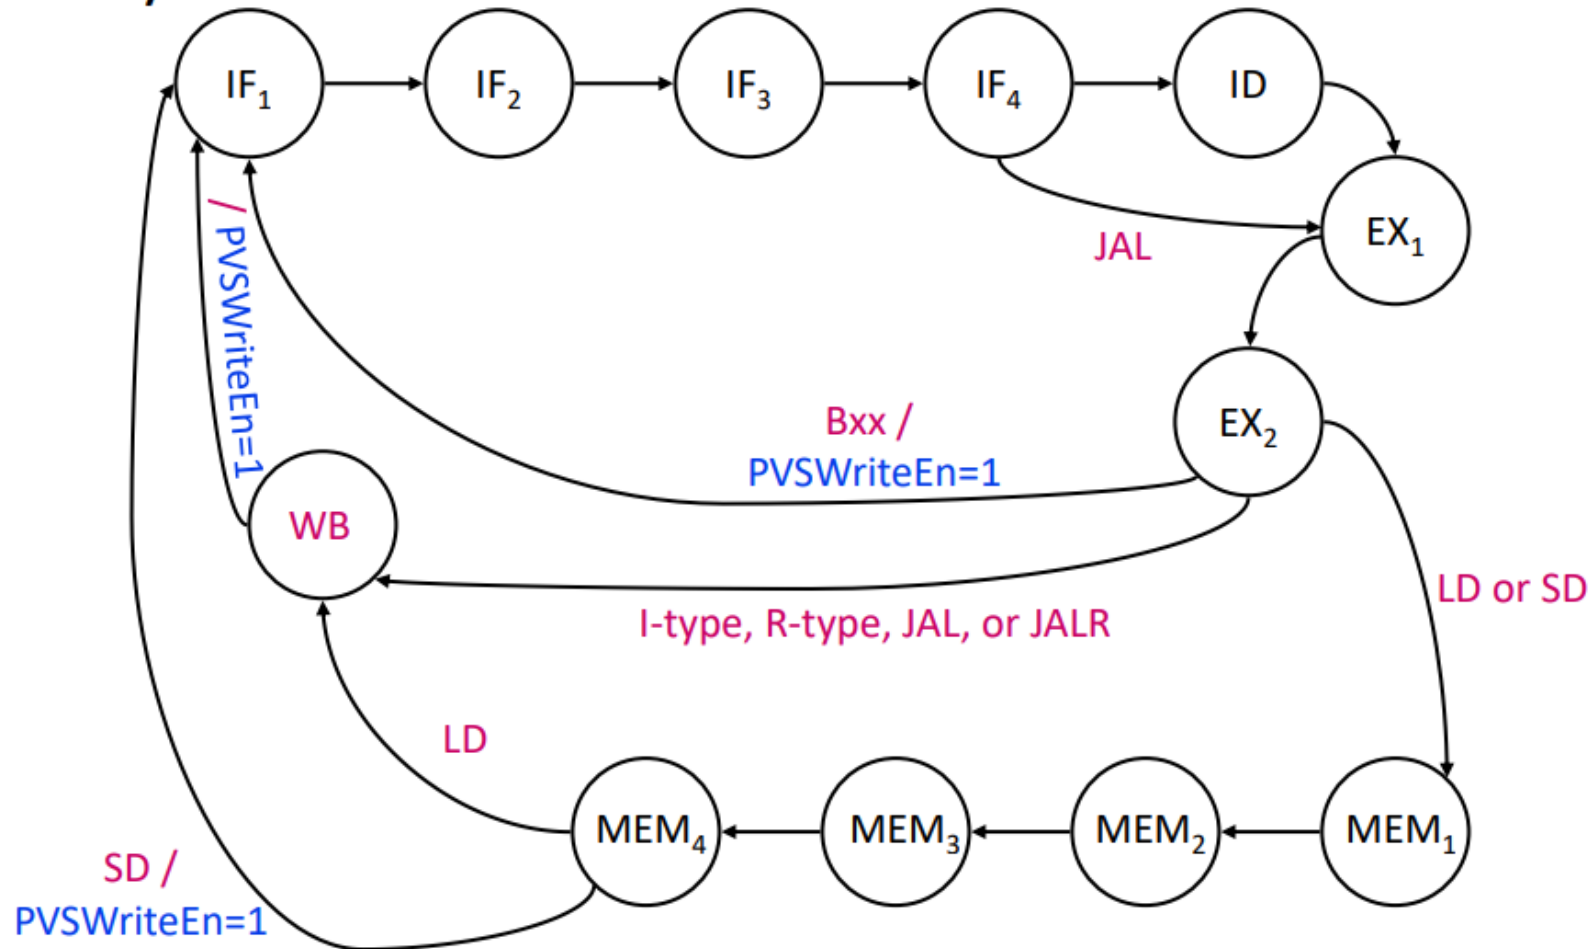 IF1
IF2
IF3
IF4
ID
EX1
JAL
/ PVSWriteEn=1
EX2
Bxx /
PVSWriteEn=1
WB
I-type, R-type, JAL, or JALR
LD or SD
LD
MEM4
MEM3
MEM2
MEM1
SD /
PVSWriteEn=1